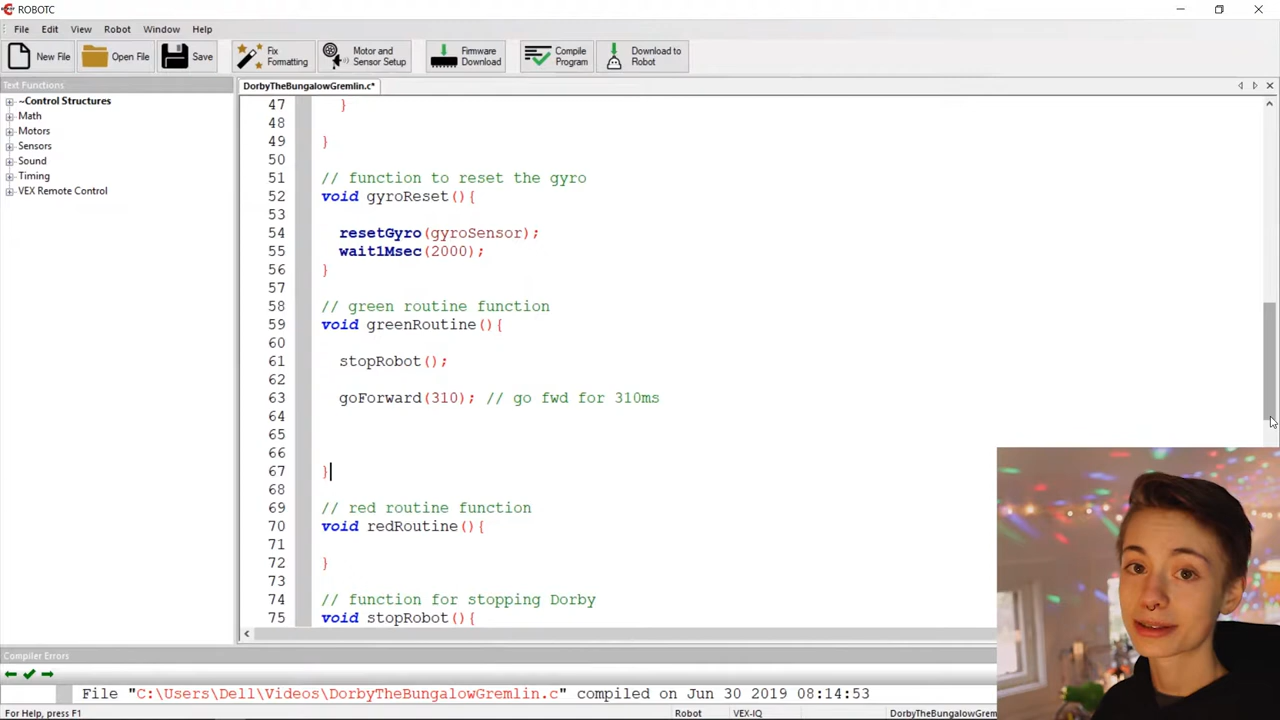 ROBOTC
File Edit View Robot Window Help
New File Open File Save Fix Formatting Motor and Sensor Setup Firmware Download Compile Program Download to Robot
Text Functions
DorbyTheBungalowGremlin.c*
~Control Structures
Math
Motors
Sensors
Sound
Timing
VEX Remote Control
47 }
48
49 }
50
51 // function to reset the gyro
52 void gyroReset(){
53
54 resetGyro(gyroSensor);
55 wait1Msec(2000);
56 }
57
58 // green routine function
59 void greenRoutine(){
60
61 stopRobot();
62
63 goForward(310); // go fwd for 310ms
64
65
66
67 }
68
69 // red routine function
70 void redRoutine(){
71
72 }
73
74 // function for stopping Dorby
75 void stopRobot(){
Compiler Errors
File "C:\Users\Dell\Videos\DorbyTheBungalowGremlin.c" compiled on Jun 30 2019 08:14:53
For Help, press F1 Robot VEX-IQ DorbyTheBungalowGremlin